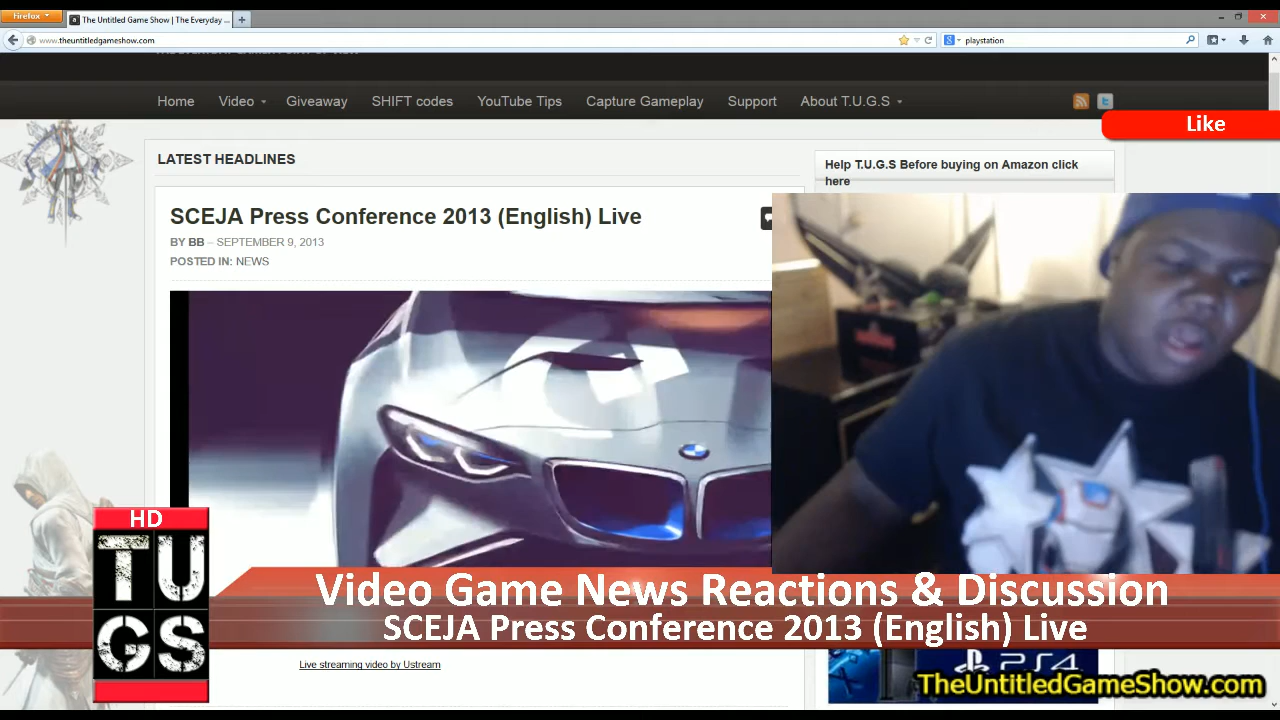 Firefox
The Untitled Game Show | The Everyday ...
www.theuntitledgameshow.com
playstation
Home Video Giveaway SHIFT codes YouTube Tips Capture Gameplay Support About T.U.G.S
Like
LATEST HEADLINES
Help T.U.G.S Before buying on Amazon click
here
SCEJA Press Conference 2013 (English) Live
BY BB – SEPTEMBER 9, 2013
POSTED IN: NEWS
HD
TU
GS
Video Game News Reactions & Discussion
SCEJA Press Conference 2013 (English) Live
Live streaming video by Ustream
PS4
TheUntitledGameShow.com